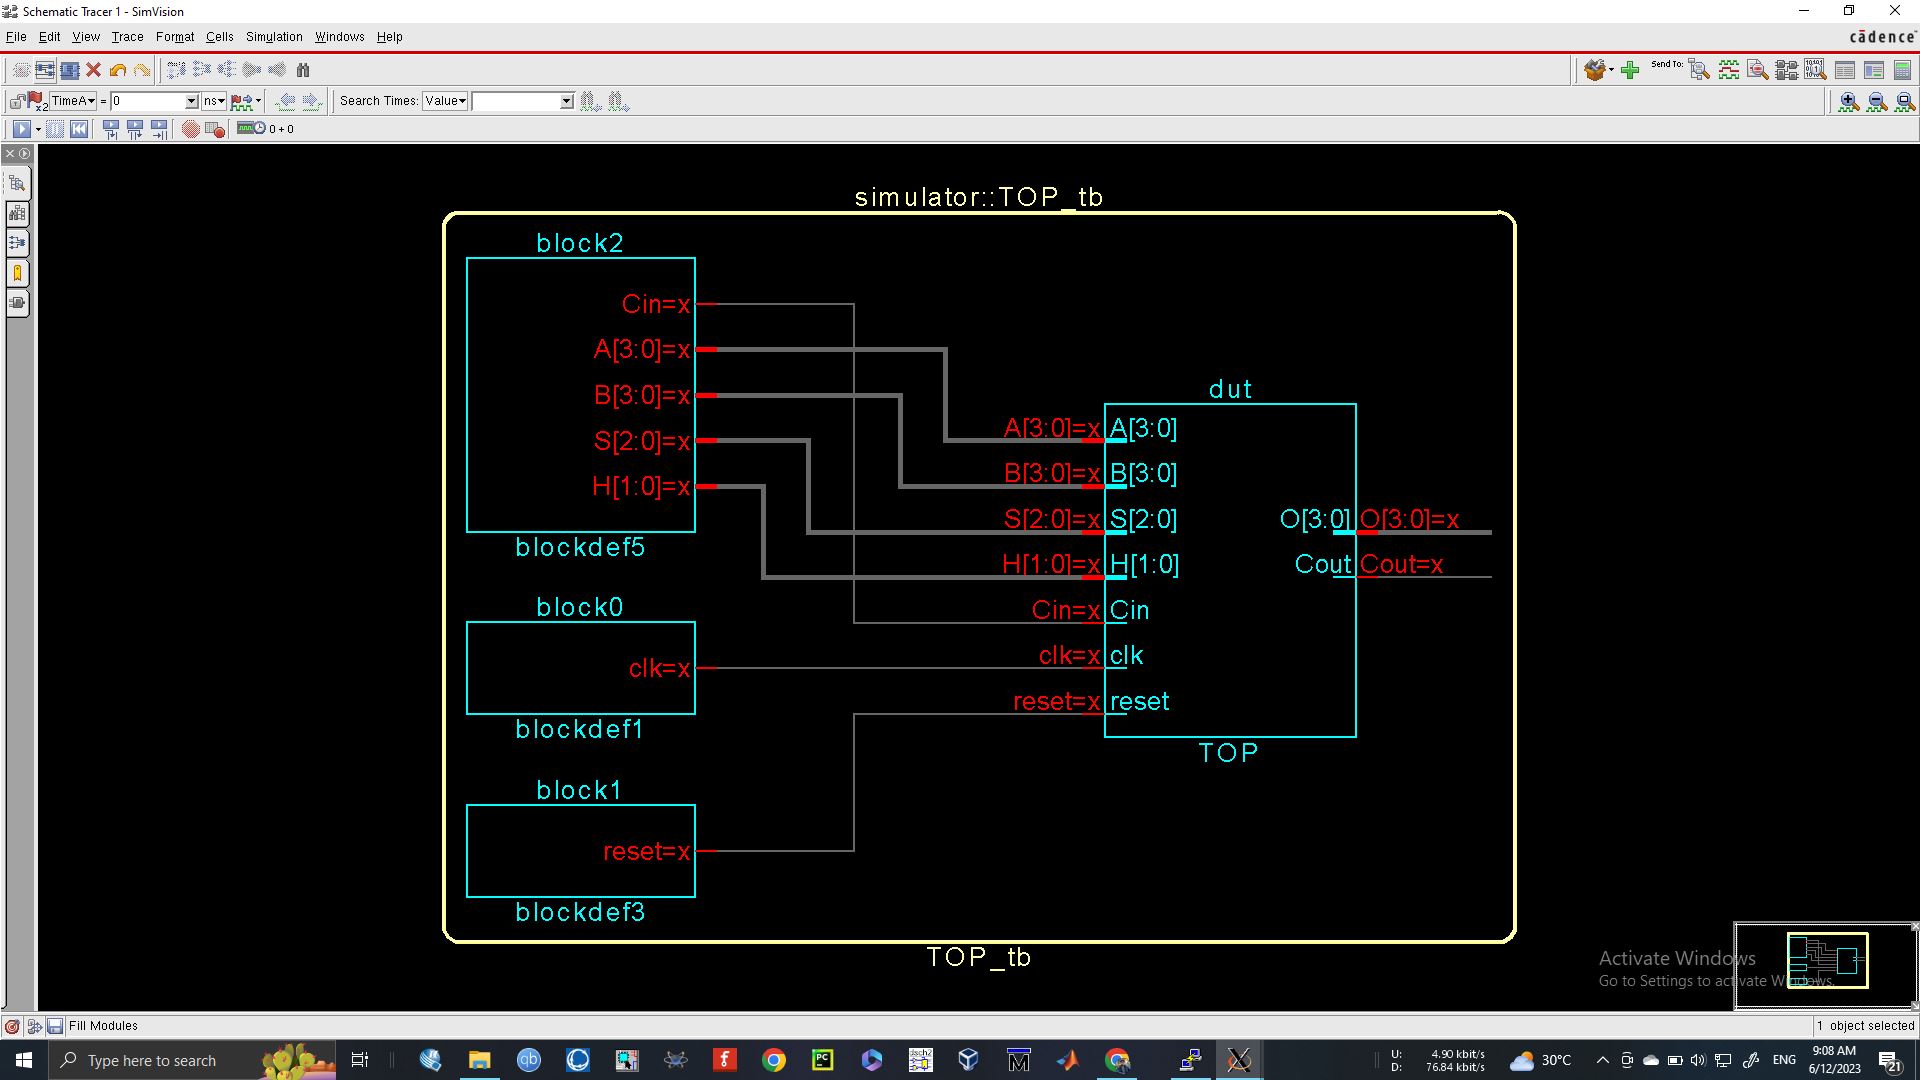 Schematic Tracer 1 - SimVision
File Edit View Trace Format Cells Simulation Windows Help
cādence
Send To:
x2 TimeA = 0 ns Search Times: Value
0 + 0
simulator::TOP_tb
block2
Cin=x
A[3:0]=x
B[3:0]=x
S[2:0]=x
H[1:0]=x
blockdef5
block0
clk=x
blockdef1
block1
reset=x
blockdef3
dut
A[3:0]=x A[3:0]
B[3:0]=x B[3:0]
S[2:0]=x S[2:0]
H[1:0]=x H[1:0]
Cin=x Cin
clk=x clk
reset=x reset
O[3:0] O[3:0]=x
Cout Cout=x
TOP
TOP_tb
Activate Windows
Go to Settings to activate Windows.
Fill Modules
1 object selected
Type here to search
U: 4.90 kbit/s
D: 76.84 kbit/s
30°C
ENG
9:08 AM
6/12/2023
21